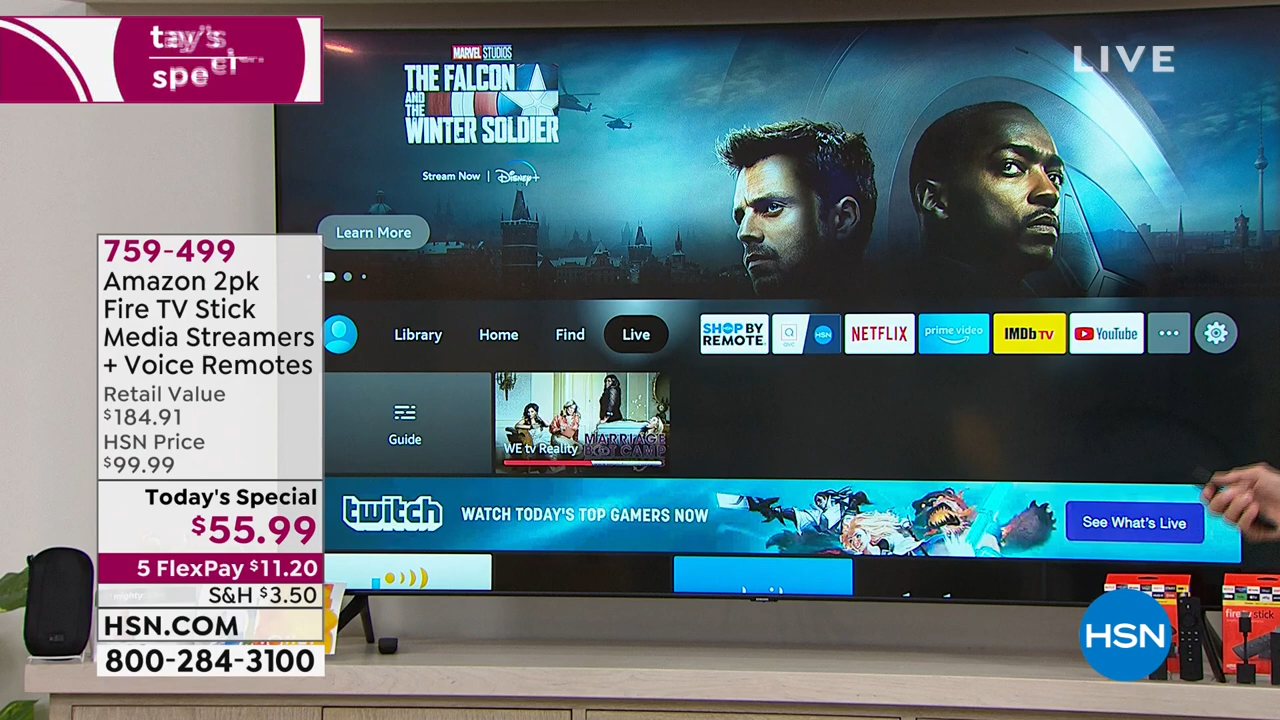 tay's
spe
LIVE
MARVEL STUDIOS
THE FALCON
AND THE
WINTER SOLDIER
Stream Now | Disney+
Learn More
Library
Home
Find
Live
SHOP BY
REMOTE
QVC
HSN
NETFLIX
prime video
IMDb TV
YouTube
Guide
WE tv Reality
MARRIAGE
BOOT CAMP
twitch
WATCH TODAY'S TOP GAMERS NOW
See What's Live
759-499
Amazon 2pk
Fire TV Stick
Media Streamers
+ Voice Remotes
Retail Value
$184.91
HSN Price
$99.99
Today's Special
$55.99
5 FlexPay $11.20
S&H $3.50
HSN.COM
800-284-3100
HSN
SAMSUNG
fire stick